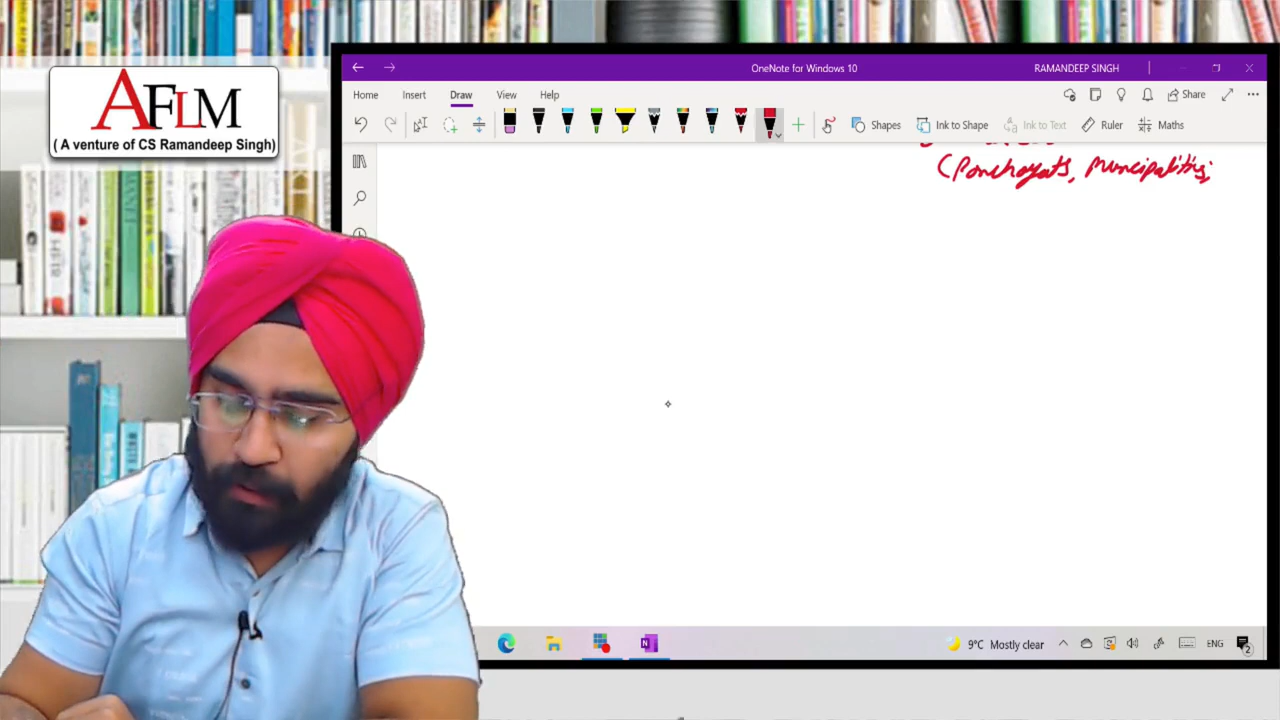 AFLM
( A venture of CS Ramandeep Singh)
OneNote for Windows 10
RAMANDEEP SINGH
Home Insert Draw View Help
Share
Shapes Ink to Shape Ink to Text Ruler Maths
(Panchayats, Municipalities,
9°C Mostly clear
ENG
2